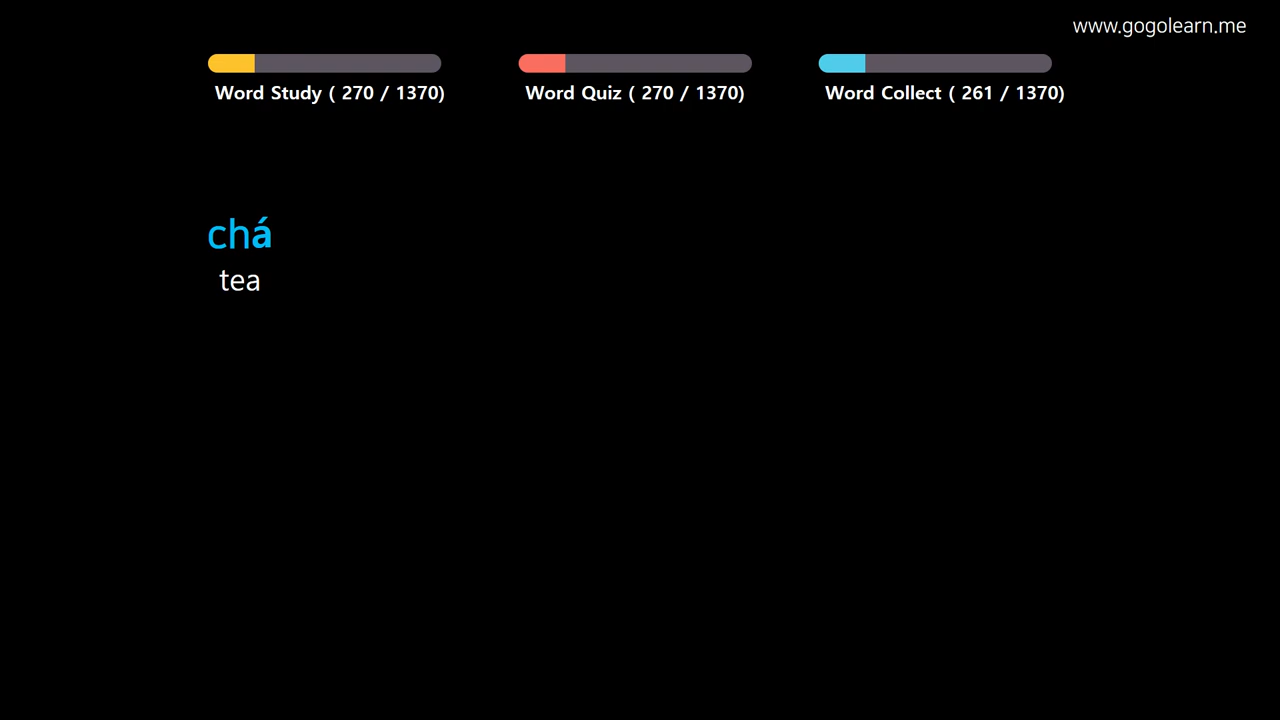 www.gogolearn.me
Word Study ( 270 / 1370)
Word Quiz ( 270 / 1370)
Word Collect ( 261 / 1370)
chá
tea